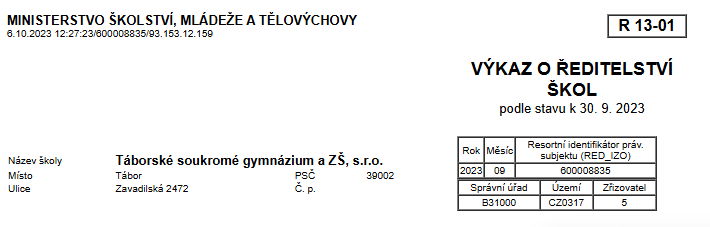 MINISTERSTVO ŠKOLSTVÍ, MLÁDEŽE A TĚLOVÝCHOVY
6.10.2023 12:27:23/600008835/93.153.12.159
R 13-01
VÝKAZ O ŘEDITELSTVÍ
ŠKOL
podle stavu k 30. 9. 2023
Rok Měsíc Resortní identifikátor práv.
subjektu (RED_IZO)
2023 09 600008835
Správní úřad Území Zřizovatel
B31000 CZ0317 5
Název školy Táborské soukromé gymnázium a ZŠ, s.r.o.
Místo Tábor PSČ 39002
Ulice Zavadilská 2472 Č. p.